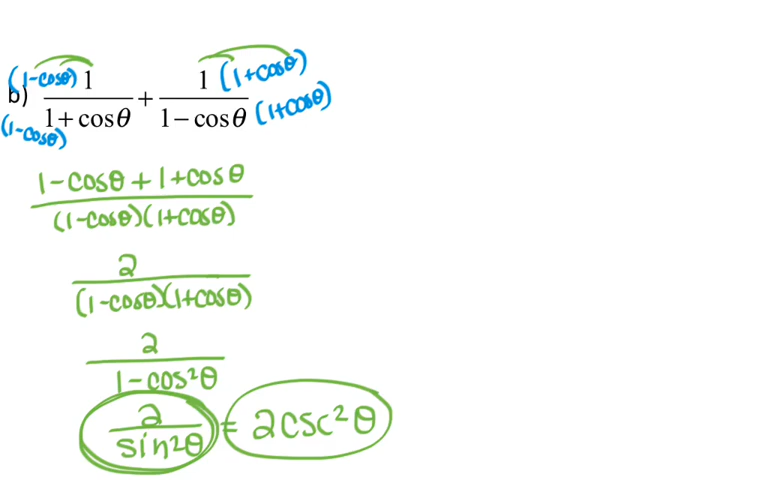 (1-cosθ) 1 1 (1+cosθ)
b) + 
1+cosθ 1-cosθ (1+cosθ)
(1-cosθ)
1-cosθ+1+cosθ
(1-cosθ)(1+cosθ)
2
(1-cosθ)(1+cosθ)
2
1-cos²θ
2
sin²θ = 2csc²θ